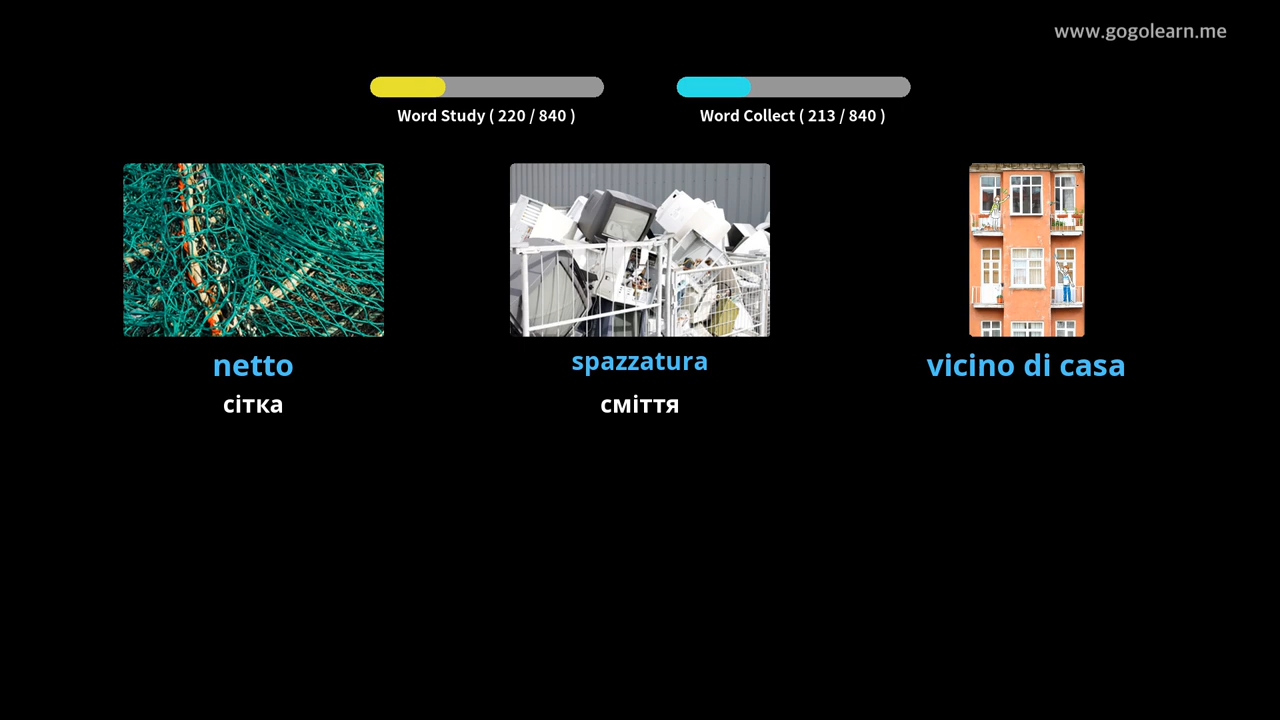 www.gogolearn.me
Word Study ( 220 / 840 )
Word Collect ( 213 / 840 )
netto
spazzatura
vicino di casa
сітка
сміття